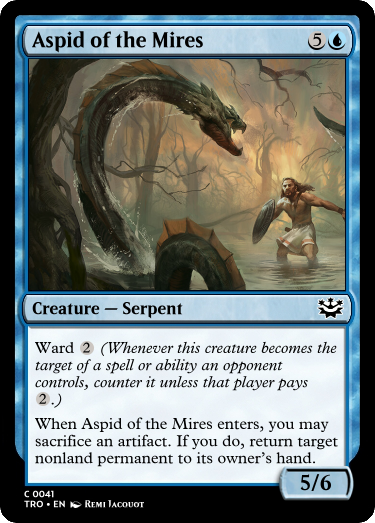 Aspid of the Mires 5
Creature — Serpent
Ward 2 (Whenever this creature becomes the
target of a spell or ability an opponent
controls, counter it unless that player pays
2.)
When Aspid of the Mires enters, you may
sacrifice an artifact. If you do, return target
nonland permanent to its owner's hand.
5/6
C 0041
TRO • EN Remi Jacquot